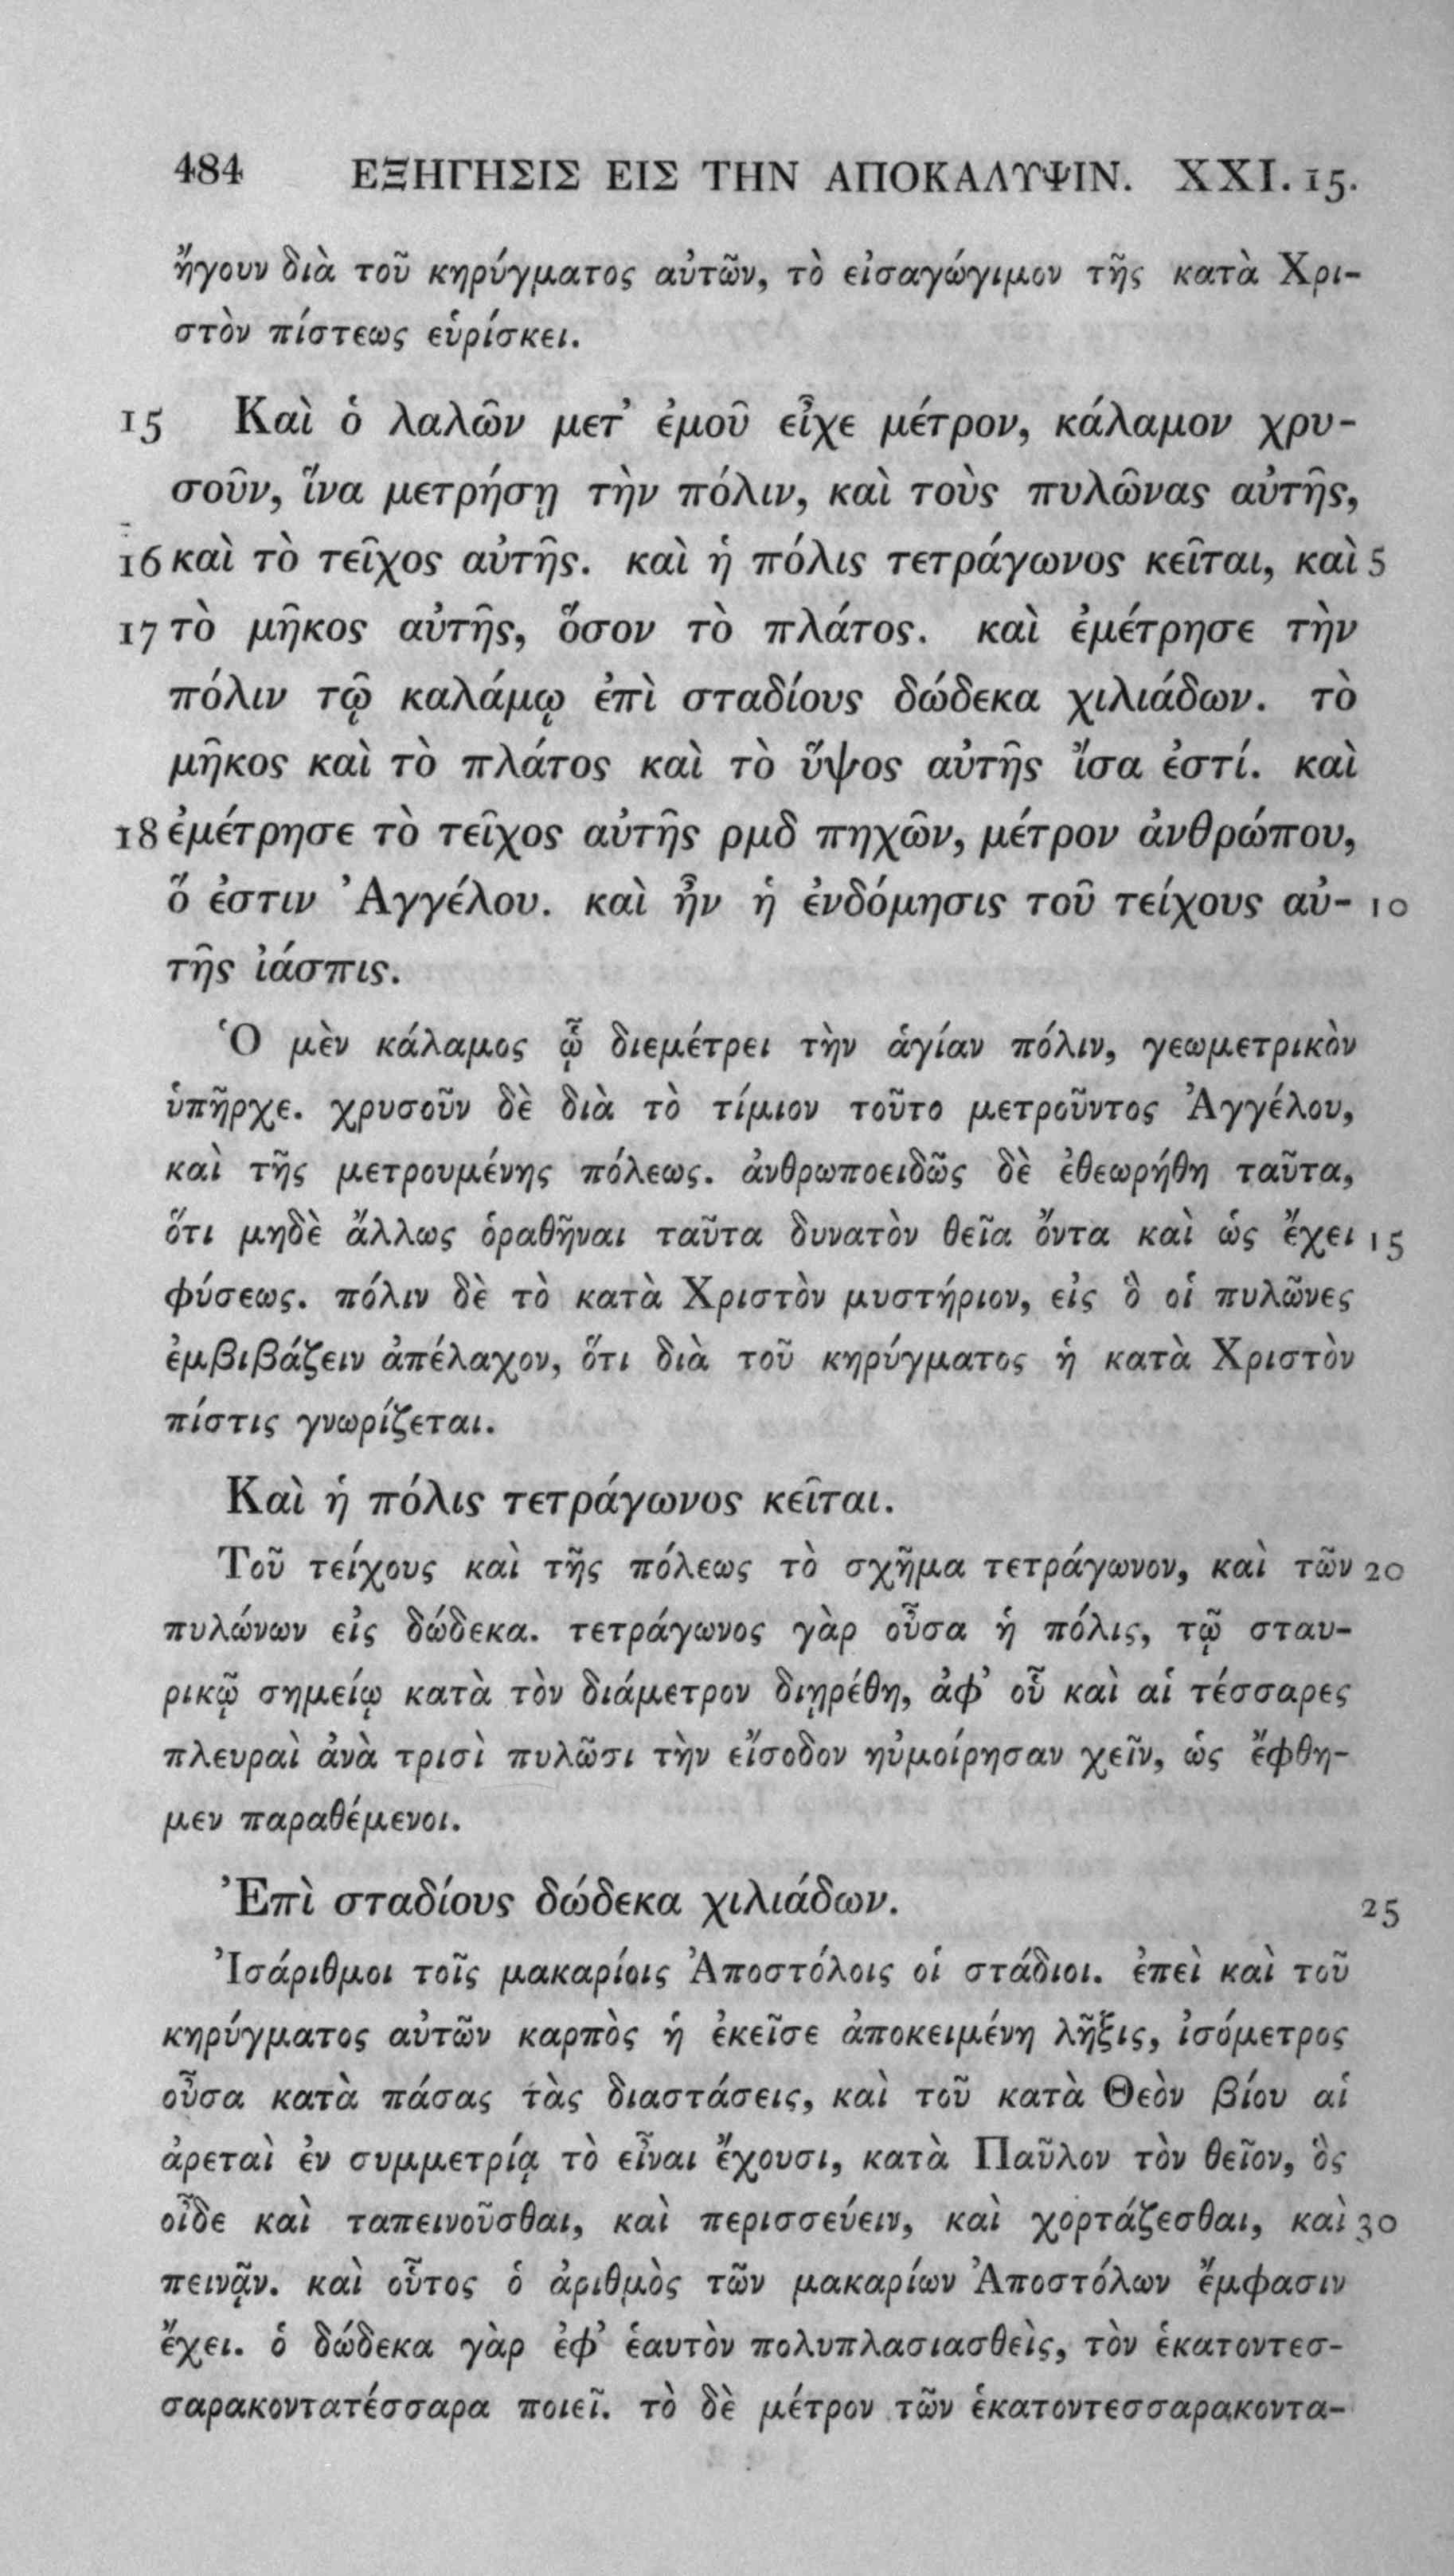 484 ΕΞΗΓΗΣΙΣ ΕΙΣ ΤΗΝ ΑΠΟΚΑΛΥΨΙΝ. XXI. 15.
ἤγουν διὰ τοῦ κηρύγματος αὐτῶν, τὸ εἰσαγώγιμον τῆς κατὰ Χρι-
στὸν πίστεως εὑρίσκει.
15 Καὶ ὁ λαλῶν μετ’ ἐμοῦ εἶχε μέτρον, κάλαμον χρυ-
σοῦν, ἵνα μετρήσῃ τὴν πόλιν, καὶ τοὺς πυλῶνας αὐτῆς,
16 καὶ τὸ τεῖχος αὐτῆς. καὶ ἡ πόλις τετράγωνος κεῖται, καὶ 5
17 τὸ μῆκος αὐτῆς, ὅσον τὸ πλάτος. καὶ ἐμέτρησε τὴν
πόλιν τῷ καλάμῳ ἐπὶ σταδίους δώδεκα χιλιάδων. τὸ
μῆκος καὶ τὸ πλάτος καὶ τὸ ὕψος αὐτῆς ἴσα ἐστί. καὶ
18 ἐμέτρησε τὸ τεῖχος αὐτῆς ρμδ πηχῶν, μέτρον ἀνθρώπου,
ὅ ἐστιν Ἀγγέλου. καὶ ἦν ἡ ἐνδόμησις τοῦ τείχους αὐ- 10
τῆς ἰάσπις.
Ὁ μὲν κάλαμος ᾧ διεμέτρει τὴν ἁγίαν πόλιν, γεωμετρικὸν
ὑπῆρχε. χρυσοῦν δὲ διὰ τὸ τίμιον τοῦτο μετροῦντος Ἀγγέλου,
καὶ τῆς μετρουμένης πόλεως. ἀνθρωποειδῶς δὲ ἐθεωρήθη ταῦτα,
ὅτι μηδὲ ἄλλως ὁραθῆναι ταῦτα δυνατὸν θεῖα ὄντα καὶ ὡς ἔχει 15
φύσεως. πόλιν δὲ τὸ κατὰ Χριστὸν μυστήριον, εἰς ὃ οἱ πυλῶνες
ἐμβιβάζειν ἀπέλαχον, ὅτι διὰ τοῦ κηρύγματος ἡ κατὰ Χριστὸν
πίστις γνωρίζεται.
Καὶ ἡ πόλις τετράγωνος κεῖται.
Τοῦ τείχους καὶ τῆς πόλεως τὸ σχῆμα τετράγωνον, καὶ τῶν 20
πυλώνων εἰς δώδεκα. τετράγωνος γὰρ οὖσα ἡ πόλις, τῷ σταυ-
ρικῷ σημείῳ κατὰ τὸν διάμετρον διῃρέθη, ἀφ’ οὗ καὶ αἱ τέσσαρες
πλευραὶ ἀνὰ τρισὶ πυλῶσι τὴν εἴσοδον ηὐμοίρησαν χεῖν, ὡς ἔφθη-
μεν παραθέμενοι.
Ἐπὶ σταδίους δώδεκα χιλιάδων. 25
Ἰσάριθμοι τοῖς μακαρίοις Ἀποστόλοις οἱ στάδιοι. ἐπεὶ καὶ τοῦ
κηρύγματος αὐτῶν καρπὸς ἡ ἐκεῖσε ἀποκειμένη λῆξις, ἰσόμετρος
οὖσα κατὰ πάσας τὰς διαστάσεις, καὶ τοῦ κατὰ Θεὸν βίου αἱ
ἀρεταὶ ἐν συμμετρίᾳ τὸ εἶναι ἔχουσι, κατὰ Παῦλον τὸν θεῖον, ὃς
οἶδε καὶ ταπεινοῦσθαι, καὶ περισσεύειν, καὶ χορτάζεσθαι, καὶ 30
πεινᾷν. καὶ οὗτος ὁ ἀριθμὸς τῶν μακαρίων Ἀποστόλων ἔμφασιν
ἔχει. ὁ δώδεκα γὰρ ἐφ’ ἑαυτὸν πολυπλασιασθεὶς, τὸν ἑκατοντεσ-
σαρακοντατέσσαρα ποιεῖ. τὸ δὲ μέτρον τῶν ἑκατοντεσσαρακοντα-